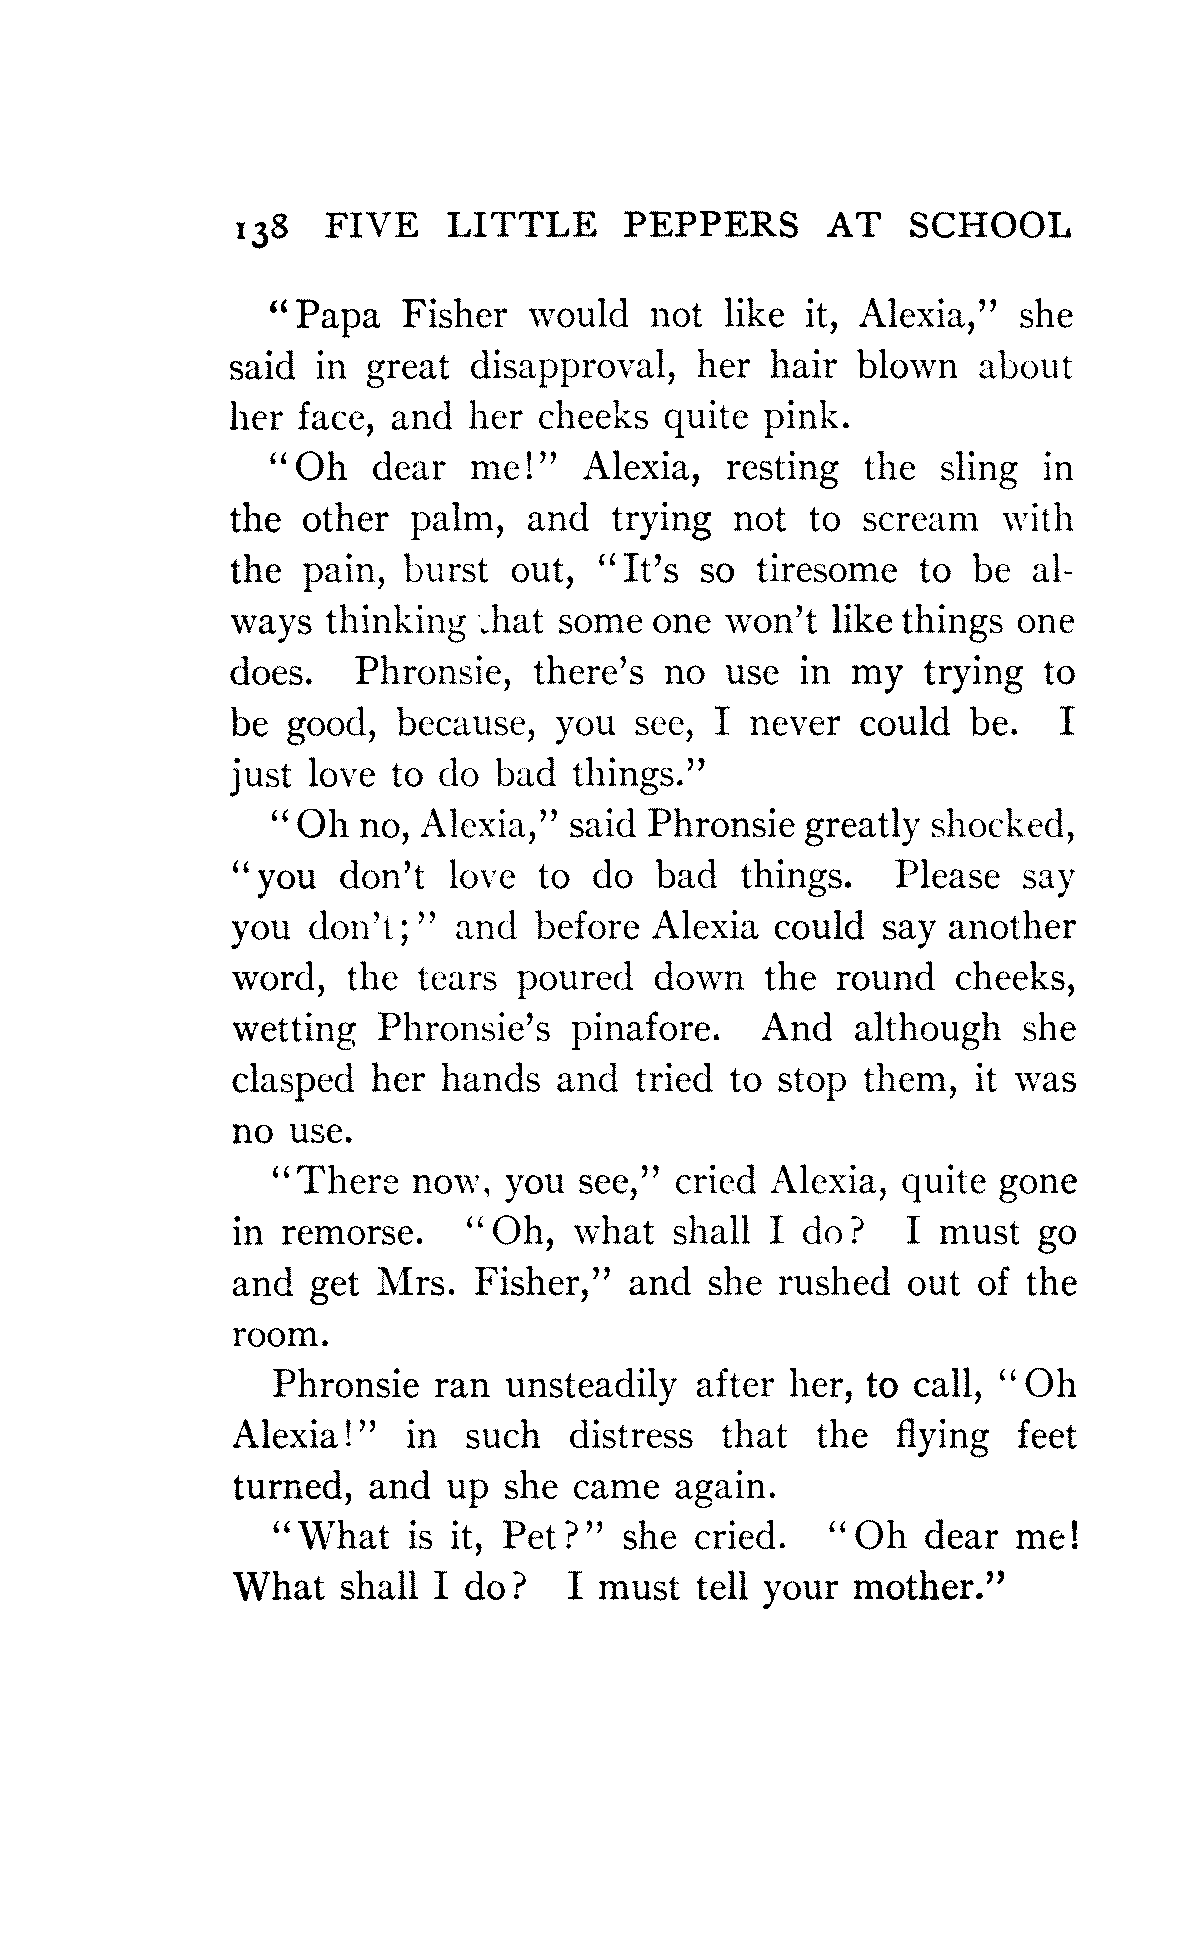 138 FIVE LITTLE PEPPERS AT SCHOOL
"Papa Fisher would not like it, Alexia," she
said in great disapproval, her hair blown about
her face, and her cheeks quite pink.
"Oh dear me!" Alexia, resting the sling in
the other palm, and trying not to scream with
the pain, burst out, "It's so tiresome to be al-
ways thinking that some one won't like things one
does. Phronsie, there's no use in my trying to
be good, because, you see, I never could be. I
just love to do bad things."
"Oh no, Alexia," said Phronsie greatly shocked,
"you don't love to do bad things. Please say
you don't;" and before Alexia could say another
word, the tears poured down the round cheeks,
wetting Phronsie's pinafore. And although she
clasped her hands and tried to stop them, it was
no use.
"There now, you see," cried Alexia, quite gone
in remorse. "Oh, what shall I do? I must go
and get Mrs. Fisher," and she rushed out of the
room.
Phronsie ran unsteadily after her, to call, "Oh
Alexia!" in such distress that the flying feet
turned, and up she came again.
"What is it, Pet?" she cried. "Oh dear me!
What shall I do? I must tell your mother."